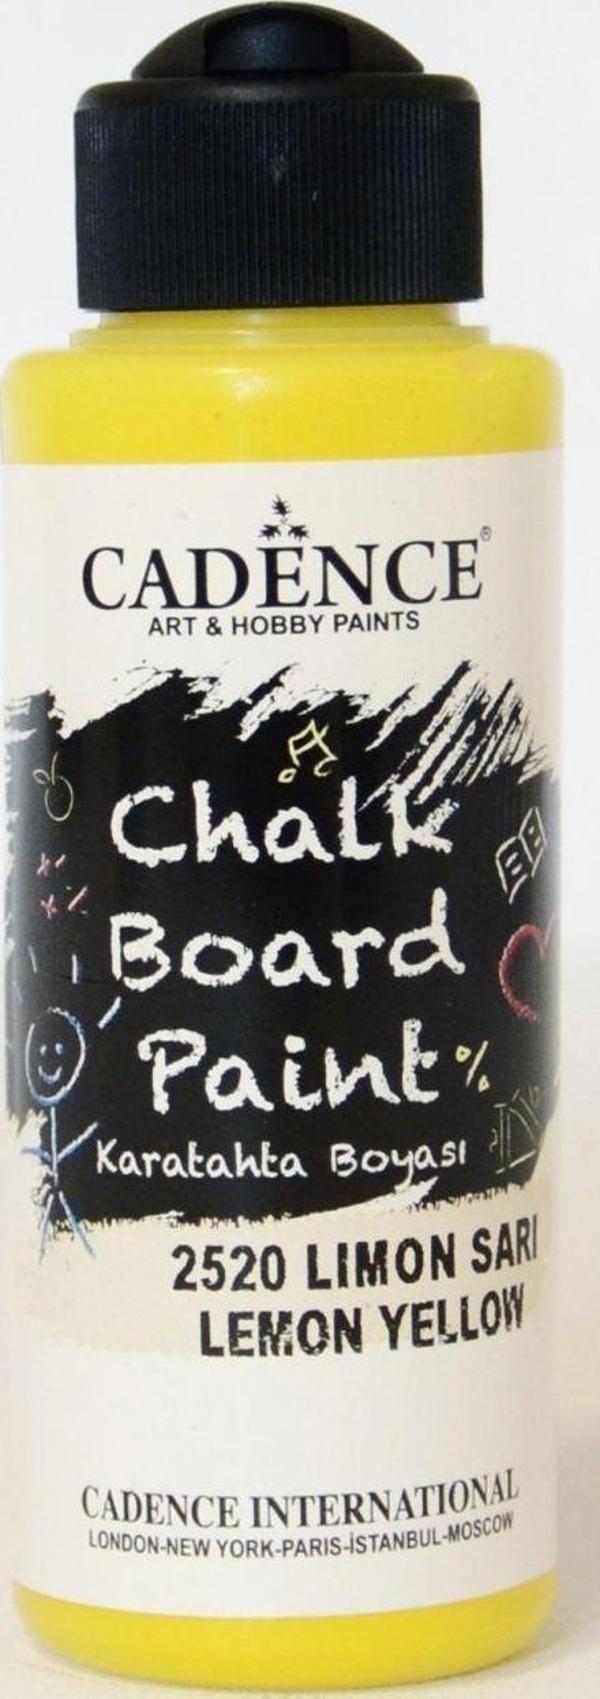 CADENCE®
ART & HOBBY PAINTS
Chalk
Board
Paint
Karatahta Boyası
2520 LIMON SARI
LEMON YELLOW
CADENCE INTERNATIONAL
LONDON-NEW YORK-PARIS-İSTANBUL-MOSCOW